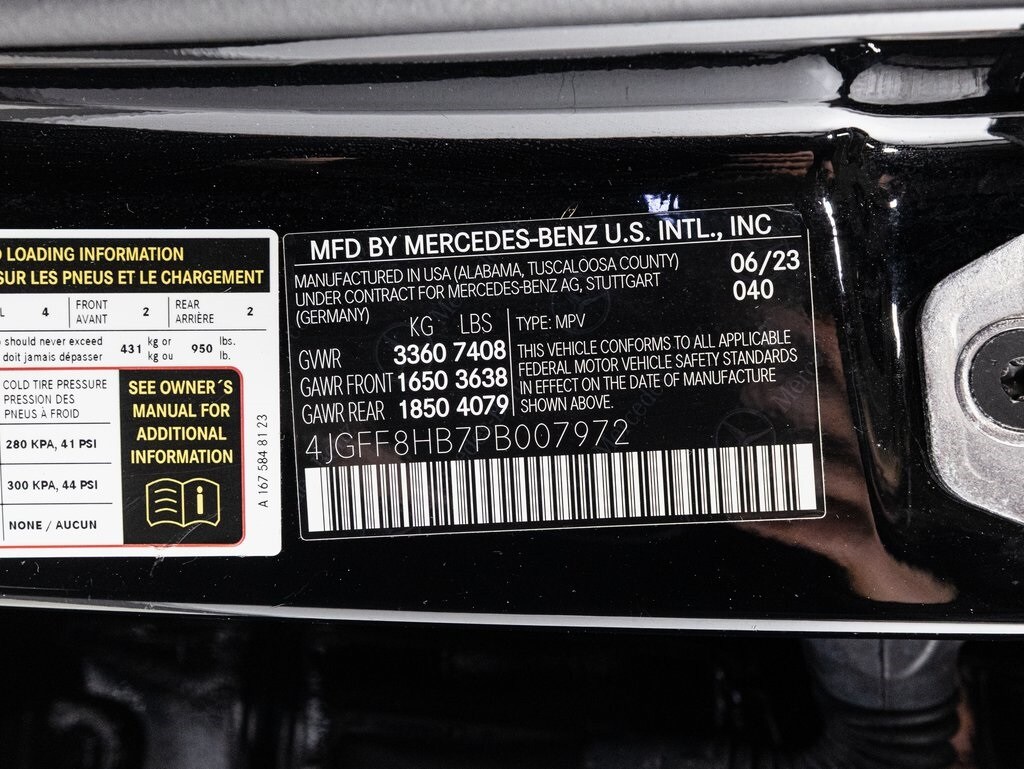 LOADING INFORMATION
SUR LES PNEUS ET LE CHARGEMENT
4 FRONT AVANT 2 REAR ARRIÈRE 2
should never exceed
doit jamais dépasser
431 kg or kg ou 950 lbs. lb.
COLD TIRE PRESSURE
PRESSION DES
PNEUS À FROID
280 KPA, 41 PSI
300 KPA, 44 PSI
NONE / AUCUN
SEE OWNER´S
MANUAL FOR
ADDITIONAL
INFORMATION
i
A 167 584 81 23
MFD BY MERCEDES-BENZ U.S. INTL., INC
MANUFACTURED IN USA (ALABAMA, TUSCALOOSA COUNTY)
UNDER CONTRACT FOR MERCEDES-BENZ AG, STUTTGART
(GERMANY)
06/23
040
KG LBS
GVWR 3360 7408
GAWR FRONT 1650 3638
GAWR REAR 1850 4079
TYPE: MPV
THIS VEHICLE CONFORMS TO ALL APPLICABLE
FEDERAL MOTOR VEHICLE SAFETY STANDARDS
IN EFFECT ON THE DATE OF MANUFACTURE
SHOWN ABOVE.
4JGFF8HB7PB007972